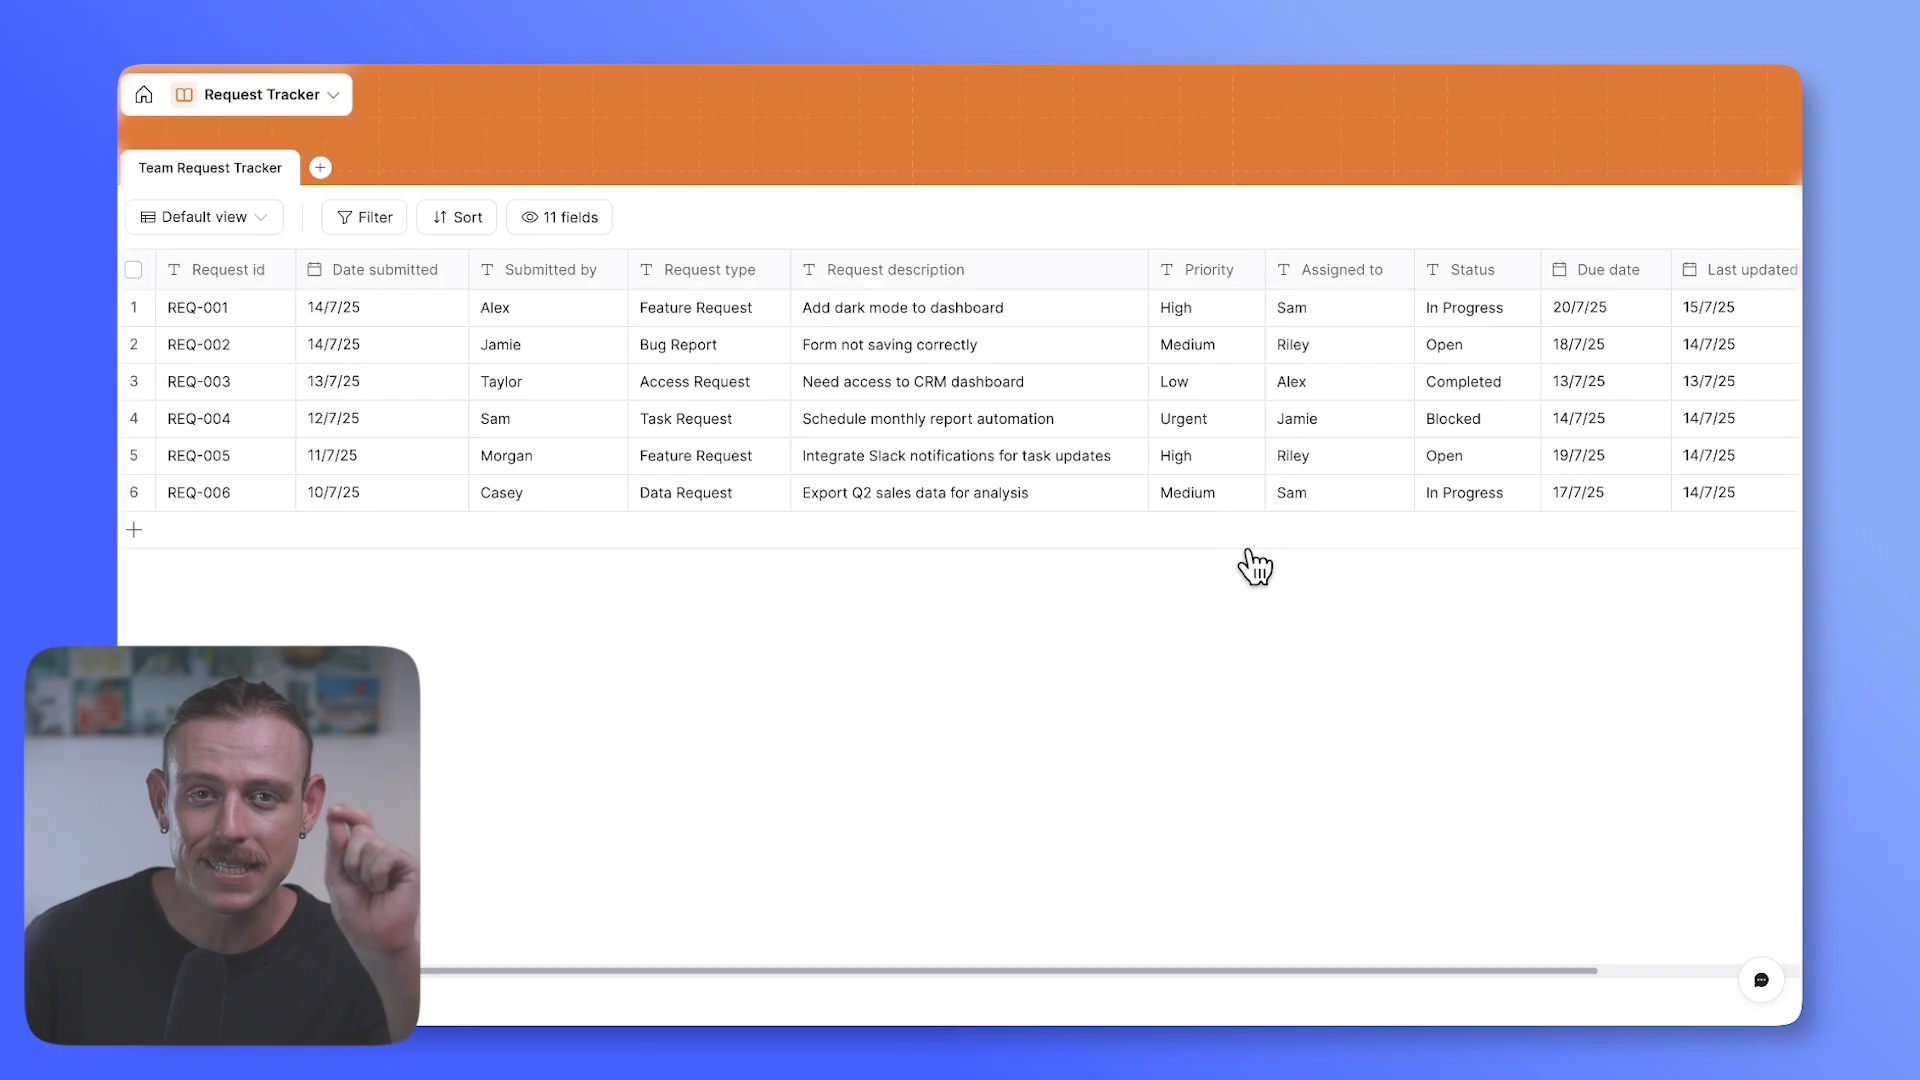 Request Tracker
Team Request Tracker
Default view Filter Sort 11 fields
Request id Date submitted Submitted by Request type Request description Priority Assigned to Status Due date Last updated
1 REQ-001 14/7/25 Alex Feature Request Add dark mode to dashboard High Sam In Progress 20/7/25 15/7/25
2 REQ-002 14/7/25 Jamie Bug Report Form not saving correctly Medium Riley Open 18/7/25 14/7/25
3 REQ-003 13/7/25 Taylor Access Request Need access to CRM dashboard Low Alex Completed 13/7/25 13/7/25
4 REQ-004 12/7/25 Sam Task Request Schedule monthly report automation Urgent Jamie Blocked 14/7/25 14/7/25
5 REQ-005 11/7/25 Morgan Feature Request Integrate Slack notifications for task updates High Riley Open 19/7/25 14/7/25
6 REQ-006 10/7/25 Casey Data Request Export Q2 sales data for analysis Medium Sam In Progress 17/7/25 14/7/25